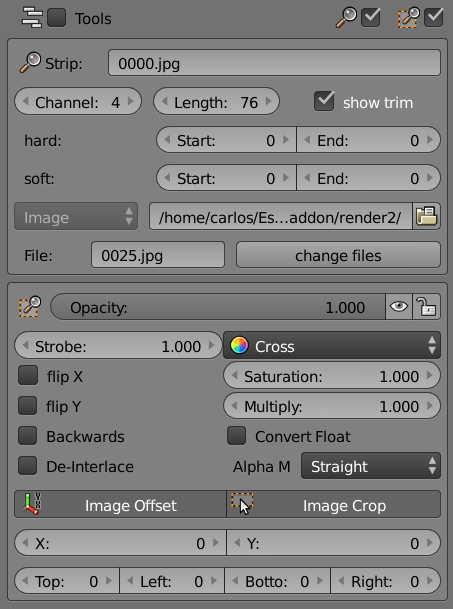 Tools
Strip: 0000.jpg
Channel: 4 Length: 76 show trim
hard: Start: 0 End: 0
soft: Start: 0 End: 0
Image /home/carlos/Es...addon/render2/
File: 0025.jpg change files
Opacity: 1.000
Strobe: 1.000 Cross
flip X Saturation: 1.000
flip Y Multiply: 1.000
Backwards Convert Float
De-Interlace Alpha M Straight
Image Offset Image Crop
X: 0 Y: 0
Top: 0 Left: 0 Botto: 0 Right: 0